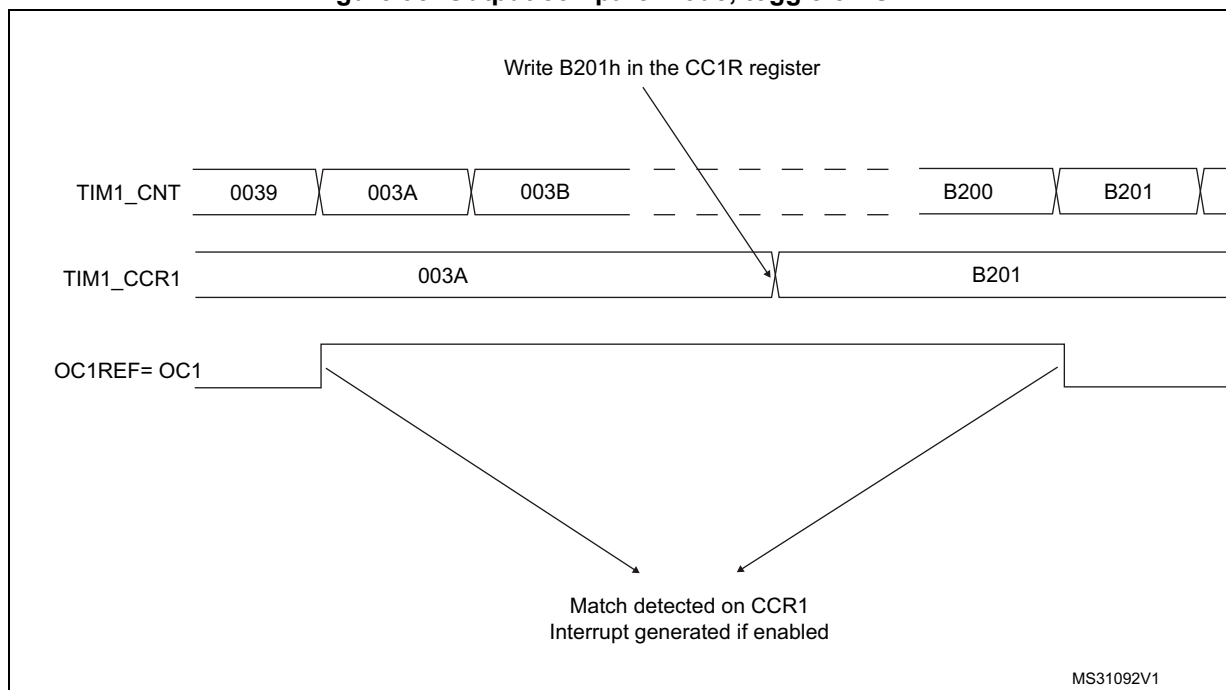 Write B201h in the CC1R register
TIM1_CNT 0039 003A 003B B200 B201
TIM1_CCR1 003A B201
OC1REF= OC1
Match detected on CCR1
Interrupt generated if enabled
MS31092V1